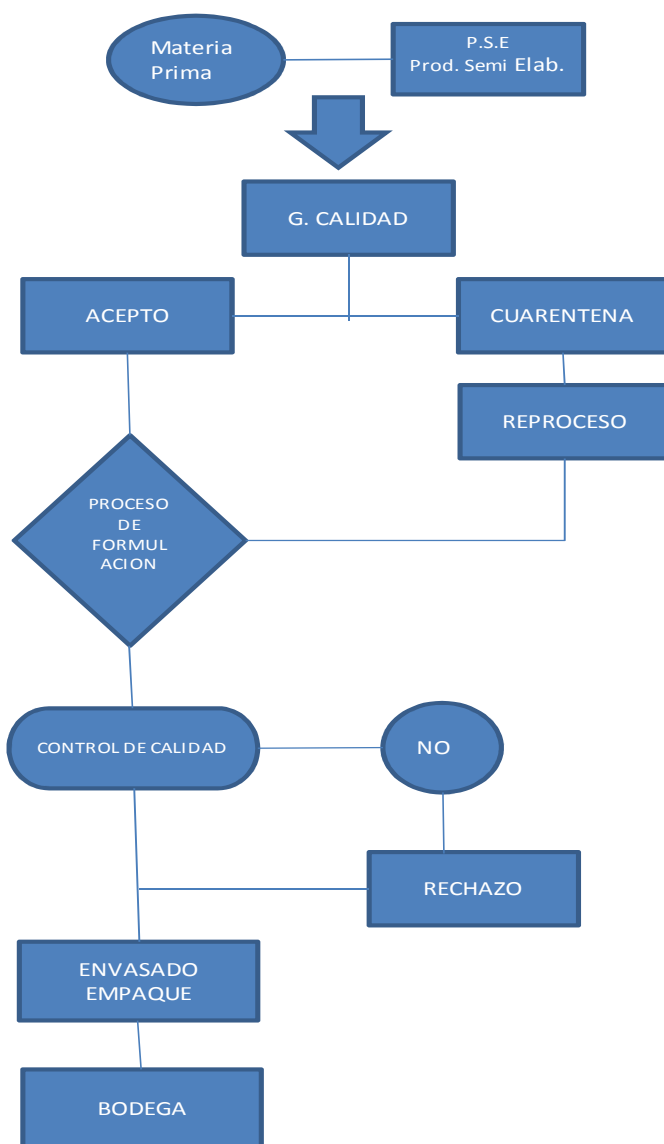 Materia
Prima
P.S.E
Prod. Semi Elab.
G. CALIDAD
ACEPTO
CUARENTENA
REPROCESO
PROCESO
DE
FORMUL
ACION
CONTROL DE CALIDAD
NO
RECHAZO
ENVASADO
EMPAQUE
BODEGA